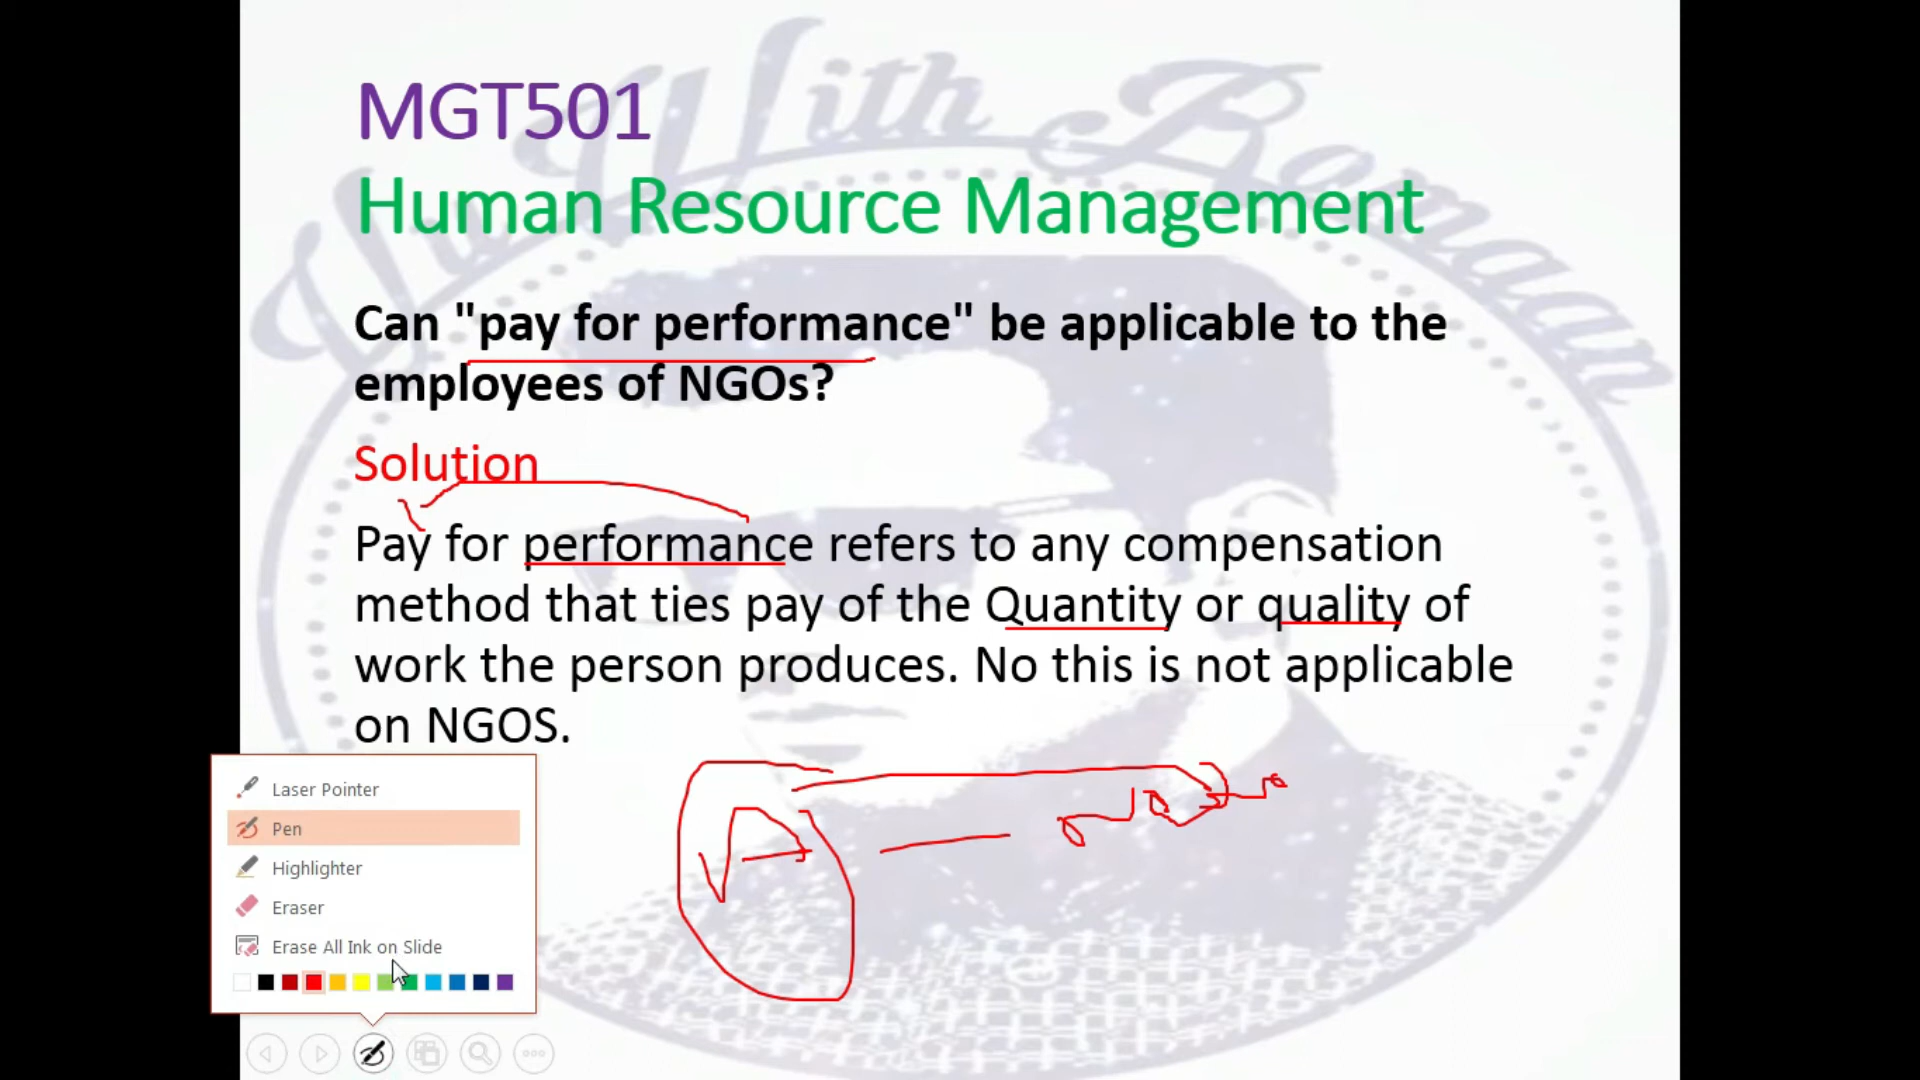 With Romaan
MGT501
Human Resource Management
Can "pay for performance" be applicable to the
employees of NGOs?
Solution
Pay for performance refers to any compensation
method that ties pay of the Quantity or quality of
work the person produces. No this is not applicable
on NGOS.
Laser Pointer
Pen
Highlighter
Eraser
Erase All Ink on Slide